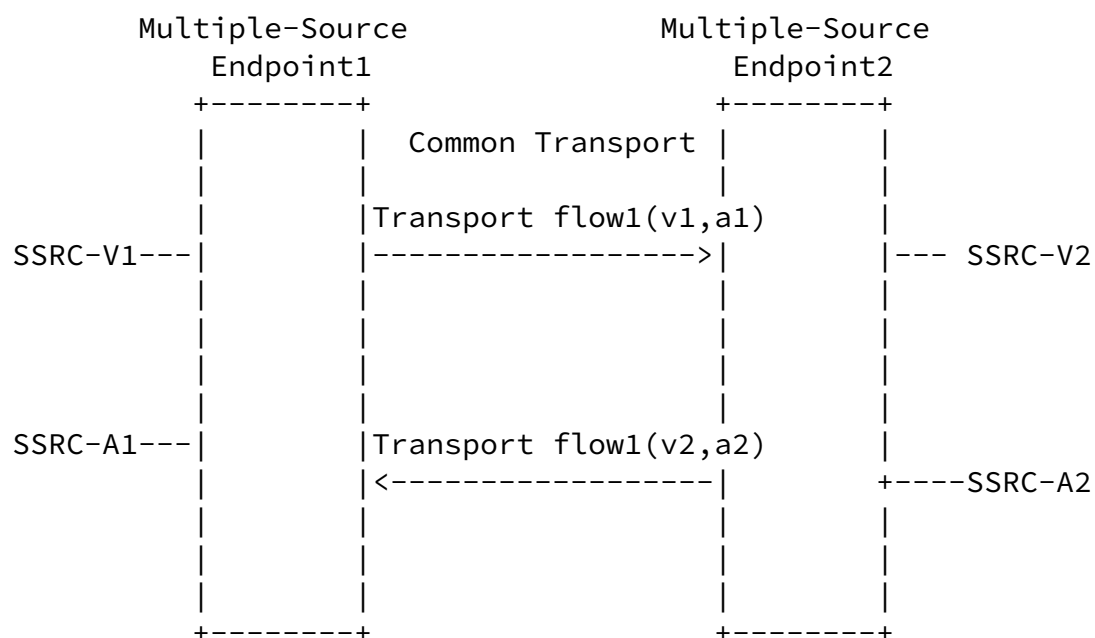 Multiple-Source Multiple-Source
Endpoint1 Endpoint2
Common Transport
Transport flow1(v1,a1)
SSRC-V1 SSRC-V2
SSRC-A1 Transport flow1(v2,a2)
SSRC-A2